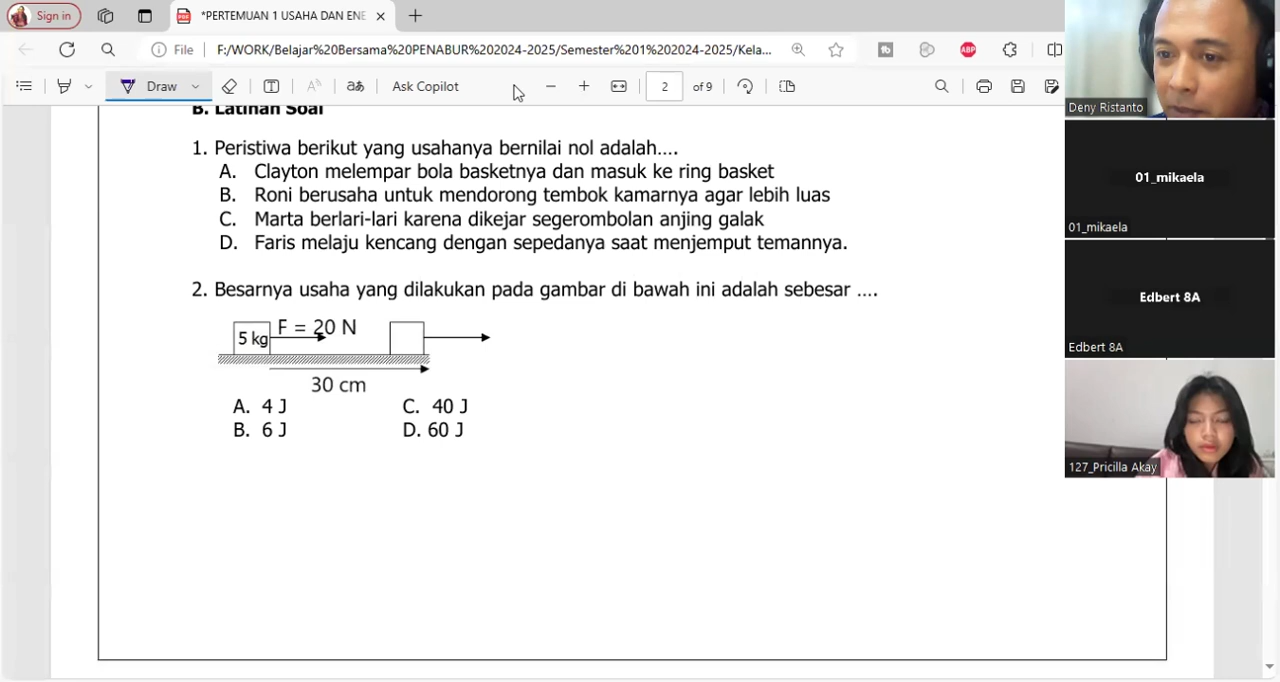 Sign in
*PERTEMUAN 1 USAHA DAN ENE
File
F:/WORK/Belajar%20Bersama%20PENABUR%202024-2025/Semester%201%202024-2025/Kela...
ABP
Draw
Ask Copilot
2 of 9
Deny Ristanto
B. Latihan Soal
1. Peristiwa berikut yang usahanya bernilai nol adalah....
A. Clayton melempar bola basketnya dan masuk ke ring basket
B. Roni berusaha untuk mendorong tembok kamarnya agar lebih luas
C. Marta berlari-lari karena dikejar segerombolan anjing galak
D. Faris melaju kencang dengan sepedanya saat menjemput temannya.
2. Besarnya usaha yang dilakukan pada gambar di bawah ini adalah sebesar ....
F = 20 N
5 kg
30 cm
A. 4 J C. 40 J
B. 6 J D. 60 J
01_mikaela
01_mikaela
Edbert 8A
Edbert 8A
127_Pricilla Akay